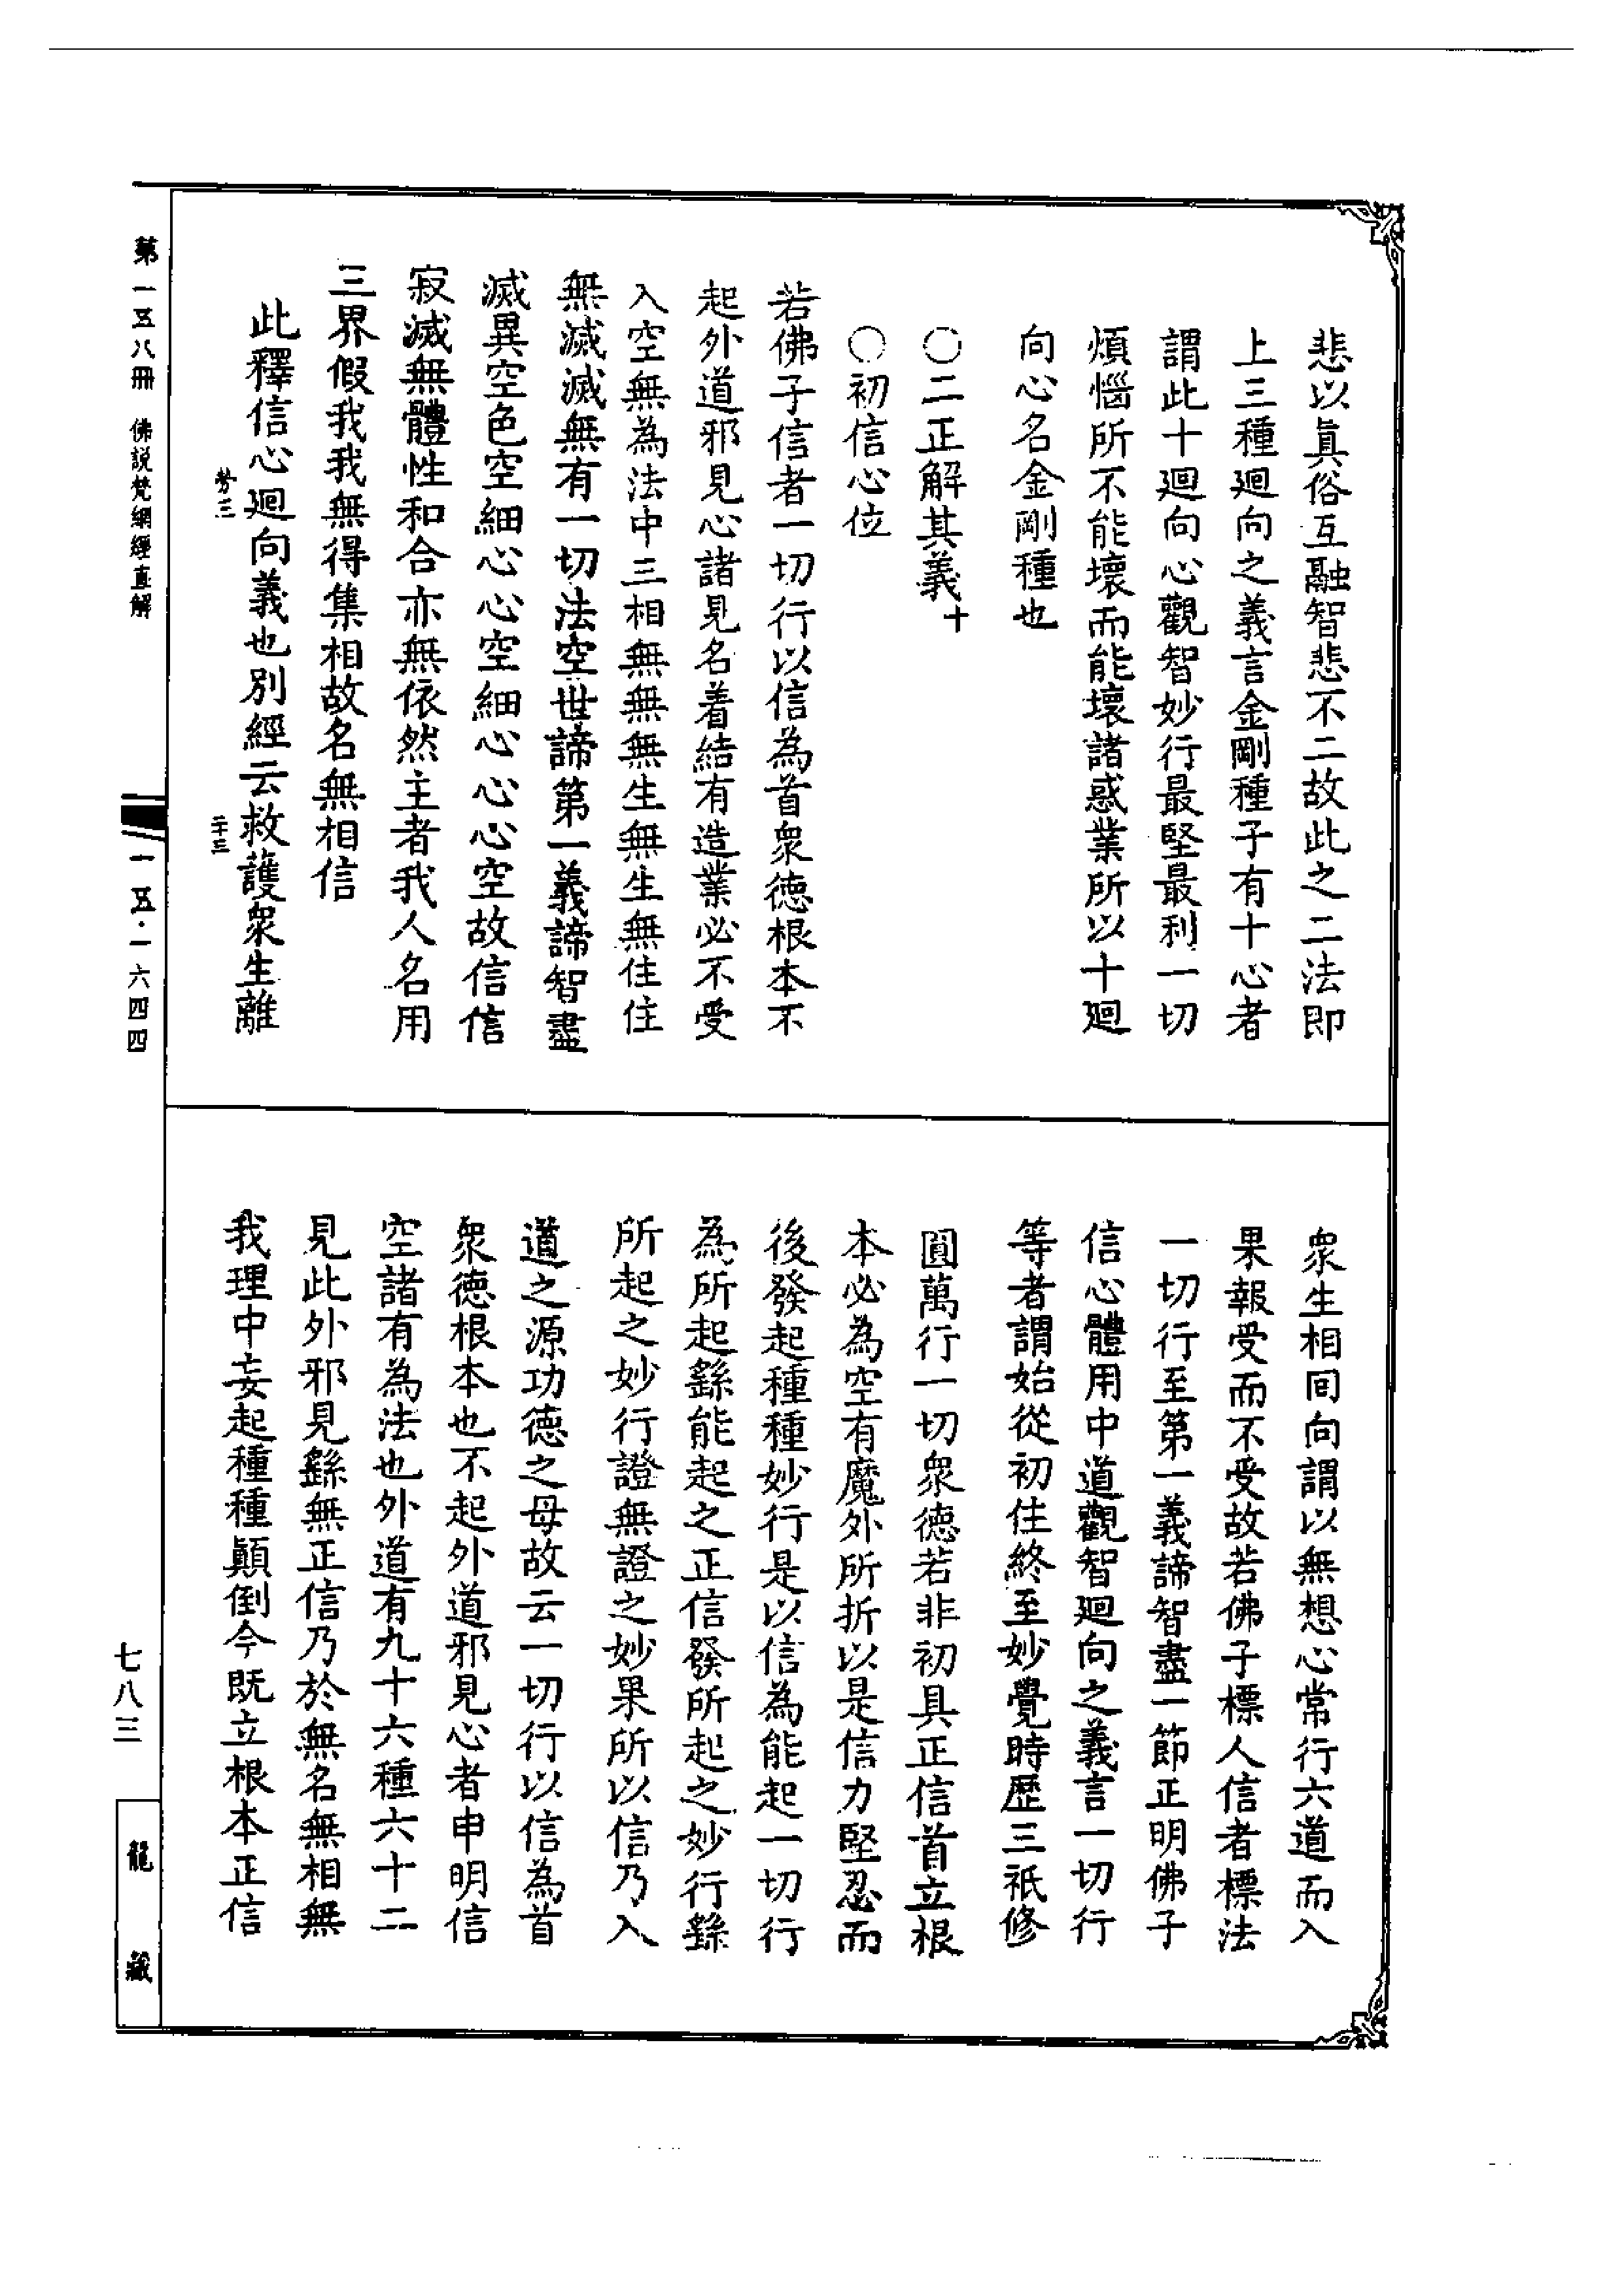 悲以真俗互融智悲不二故此之二法即
上三種廻向之義言金剛種子有十心者
謂此十廻向心觀智妙行最堅最利一切
煩惱所不能壞而能壞諸惑業所以十廻
向心名金剛種也
〇二正解其義十
〇初信心位
若佛子信者一切行以信為首衆德根本不
起外道邪見心諸見名着結有造業必不受
入空無為法中三相無無無生無生無住住
無滅滅無有一切法空世諦第一義諦智盡
滅異空色空細心心空細心心心空故信信
寂滅無體性和合亦無依然主者我人名用
三界假我我無得集相故名無相信
此釋信心廻向義也別經云救護衆生離
衆生相回向謂以無想心常行六道而入
果報受而不受故若佛子標人信者標法
一切行至第一義諦智盡一節正明佛子
信心體用中道觀智廻向之義言一切行
等者謂始從初住終至妙覺時歷三祇修
圓萬行一切衆德若非初具正信首立根
本必為空有魔外所折以是信力堅忍而
後發起種種妙行是以信為能起一切行
為所起繇能起之正信發所起之妙行繇
所起之妙行證無證之妙果所以信乃入
道之源功德之母故云一切行以信為首
衆德根本也不起外道邪見心者申明信
空諸有為法也外道有九十六種六十二
見此外邪見繇無正信乃於無名無相無
我理中妄起種種顚倒今既立根本正信
第一五八冊 佛説梵網經直解
一五·一六四四
七八三
龍藏
勞三
二十三